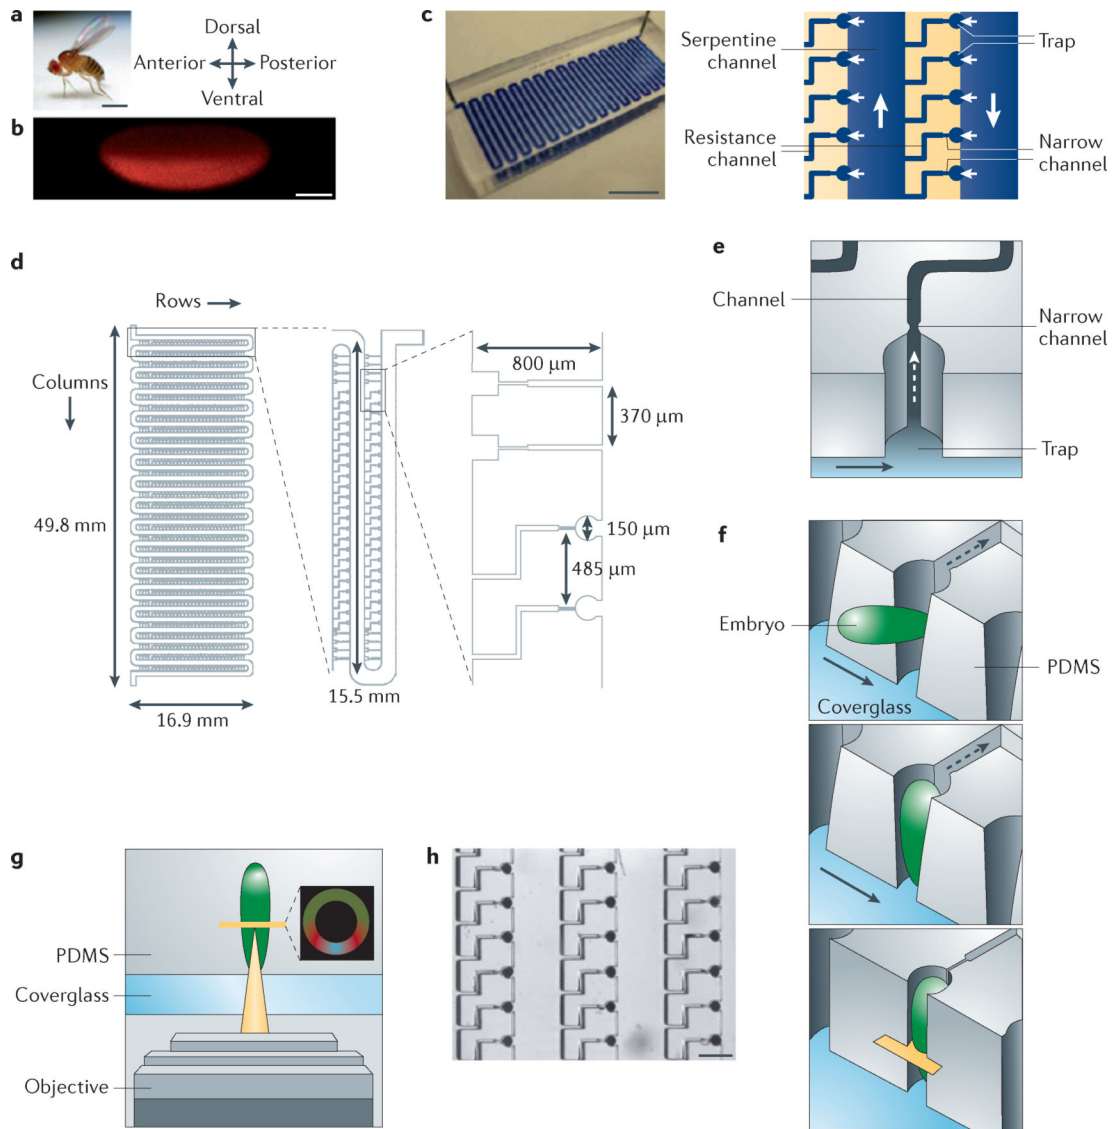 a
Dorsal
Anterior
Posterior
Ventral
b
c
Serpentine
channel
Resistance
channel
Trap
Narrow
channel
d
Rows
Columns
49.8 mm
16.9 mm
15.5 mm
800 µm
370 µm
150 µm
485 µm
e
Channel
Narrow
channel
Trap
f
Embryo
PDMS
Coverglass
g
PDMS
Coverglass
Objective
h